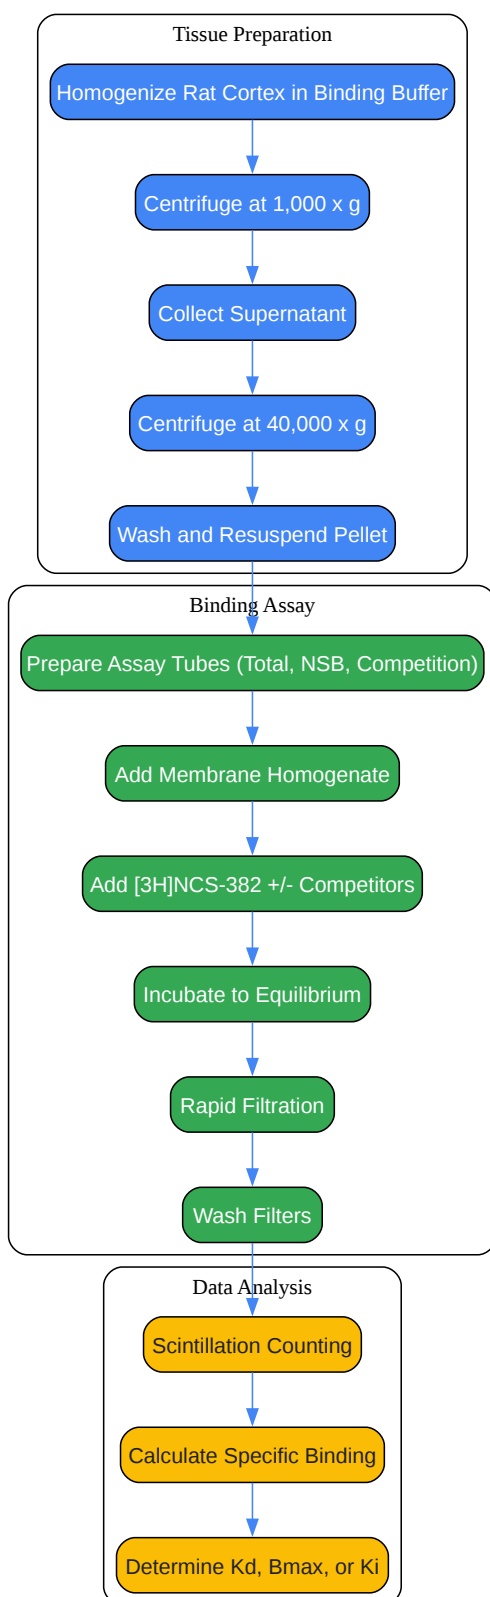 Tissue Preparation
Homogenize Rat Cortex in Binding Buffer
Centrifuge at 1,000 x g
Collect Supernatant
Centrifuge at 40,000 x g
Wash and Resuspend Pellet
Binding Assay
Prepare Assay Tubes (Total, NSB, Competition)
Add Membrane Homogenate
Add [3H]NCS-382 +/- Competitors
Incubate to Equilibrium
Rapid Filtration
Wash Filters
Data Analysis
Scintillation Counting
Calculate Specific Binding
Determine Kd, Bmax, or Ki